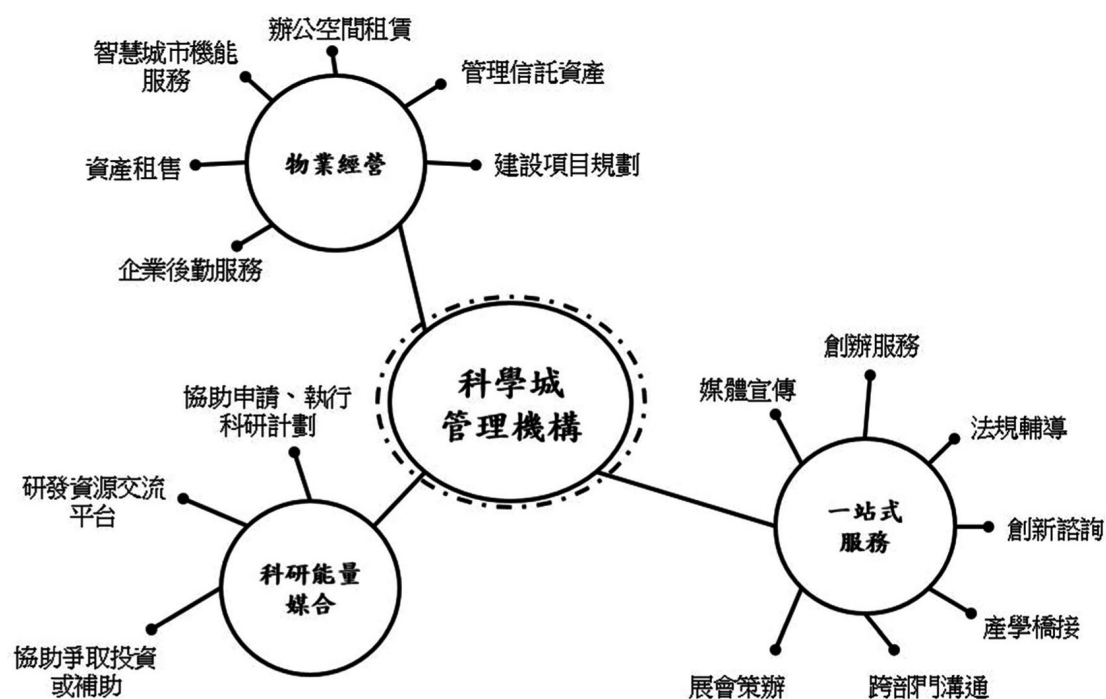 辦公空間租賃
智慧城市機能
服務
管理信託資產
資產租售
物業經營
建設項目規劃
企業後勤服務
科學城
管理機構
協助申請、執行
科研計劃
研發資源交流
平台
科研能量
媒合
協助爭取投資
或補助
創辦服務
媒體宣傳
法規輔導
一站式
服務
創新諮詢
產學橋接
展會策辦
跨部門溝通